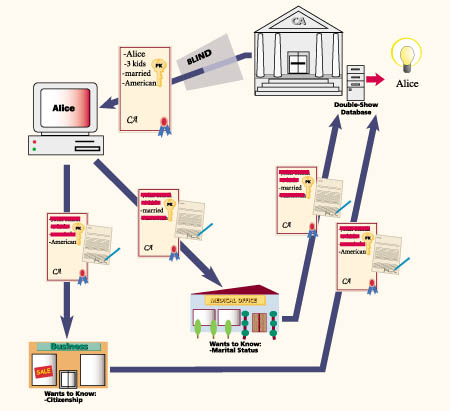 CA
-Alice
-3 kids
-married
-American
PK
CA
BLIND
Double-Show
Database
Alice
Alice
PK
-married
CA
PK
-married
CA
PK
-American
CA
PK
-American
CA
MEDICAL OFFICE
Wants to Know:
-Marital Status
Business
SALE
Wants to Know:
-Citizenship